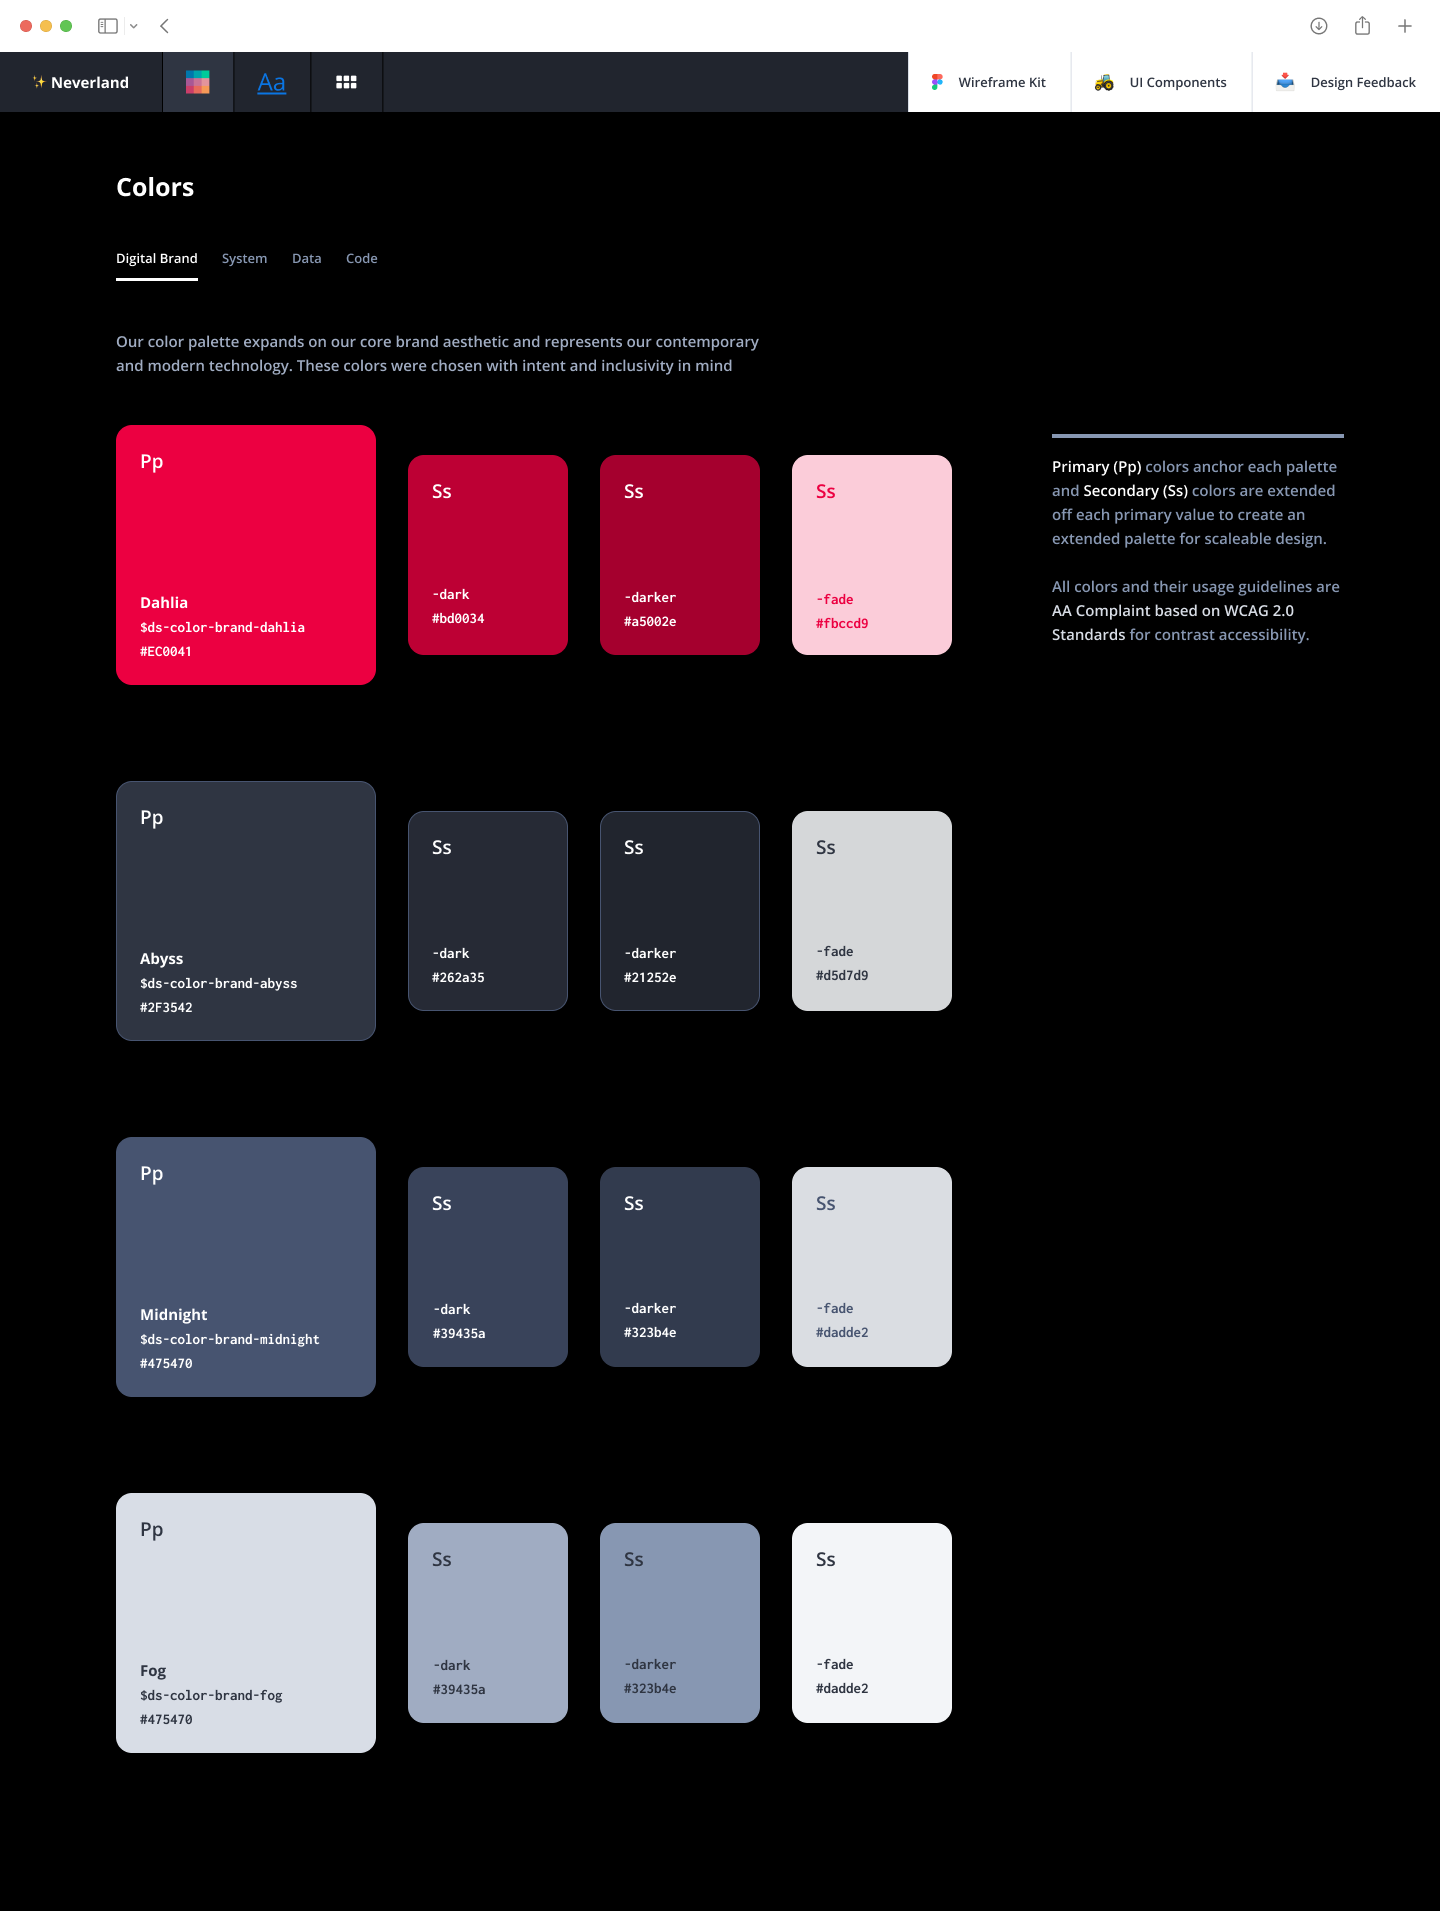 ✨ Neverland
Aa
Wireframe Kit
UI Components
Design Feedback
Colors
Digital Brand
System
Data
Code
Our color palette expands on our core brand aesthetic and represents our contemporary
and modern technology. These colors were chosen with intent and inclusivity in mind
Pp
Dahlia
$ds-color-brand-dahlia
#EC0041
Ss
-dark
#bd0034
Ss
-darker
#a5002e
Ss
-fade
#fbccd9
Primary (Pp) colors anchor each palette
and Secondary (Ss) colors are extended
off each primary value to create an
extended palette for scaleable design.
All colors and their usage guidelines are
AA Complaint based on WCAG 2.0
Standards for contrast accessibility.
Pp
Abyss
$ds-color-brand-abyss
#2F3542
Ss
-dark
#262a35
Ss
-darker
#21252e
Ss
-fade
#d5d7d9
Pp
Midnight
$ds-color-brand-midnight
#475470
Ss
-dark
#39435a
Ss
-darker
#323b4e
Ss
-fade
#dadde2
Pp
Fog
$ds-color-brand-fog
#475470
Ss
-dark
#39435a
Ss
-darker
#323b4e
Ss
-fade
#dadde2